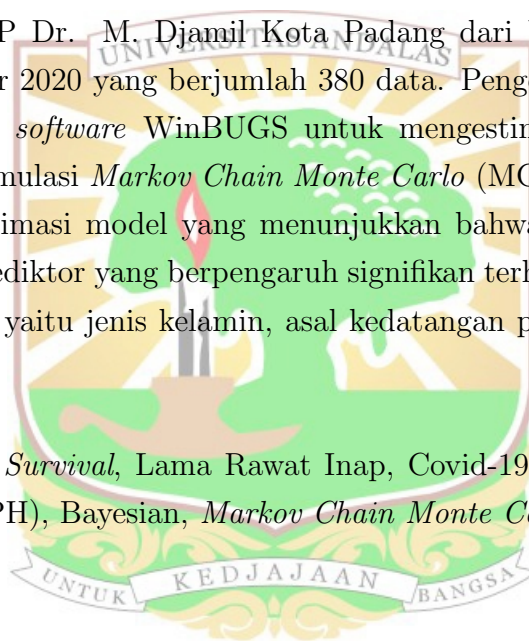 P Dr. M. Djamil Kota Padang dari
UNIVERSITAS ANDALAS
r 2020 yang berjumlah 380 data. Peng
software WinBUGS untuk mengestim
mulasi Markov Chain Monte Carlo (MC
imasi model yang menunjukkan bahwa
ediktor yang berpengaruh signifikan terh
yaitu jenis kelamin, asal kedatangan p
Survival, Lama Rawat Inap, Covid-19
PH), Bayesian, Markov Chain Monte C
UNTUK KEDJAJAAN BANGSA